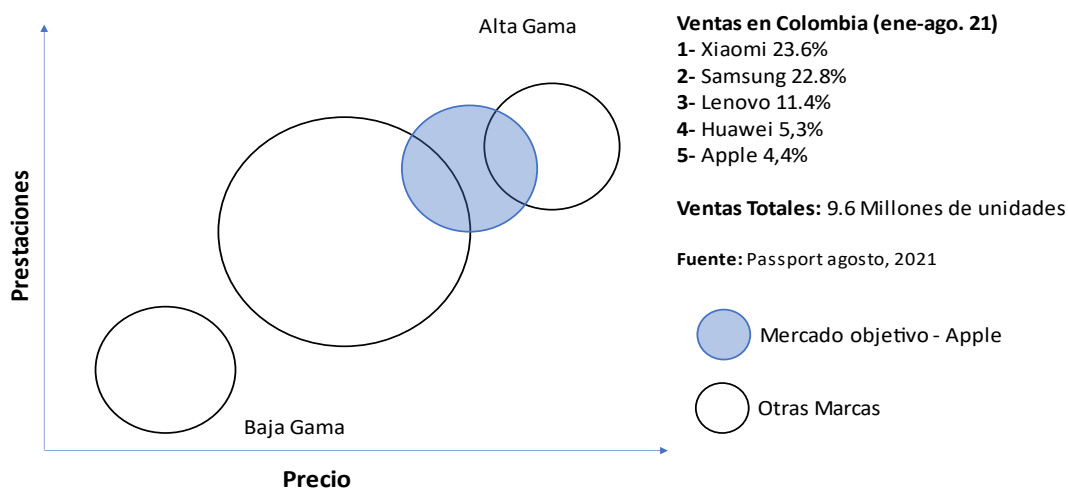 Alta Gama
Prestaciones
Baja Gama
Precio
Ventas en Colombia (ene-ago. 21)
1- Xiaomi 23.6%
2- Samsung 22.8%
3- Lenovo 11.4%
4- Huawei 5,3%
5- Apple 4,4%
Ventas Totales: 9.6 Millones de unidades
Fuente: Passport agosto, 2021
Mercado objetivo - Apple
Otras Marcas